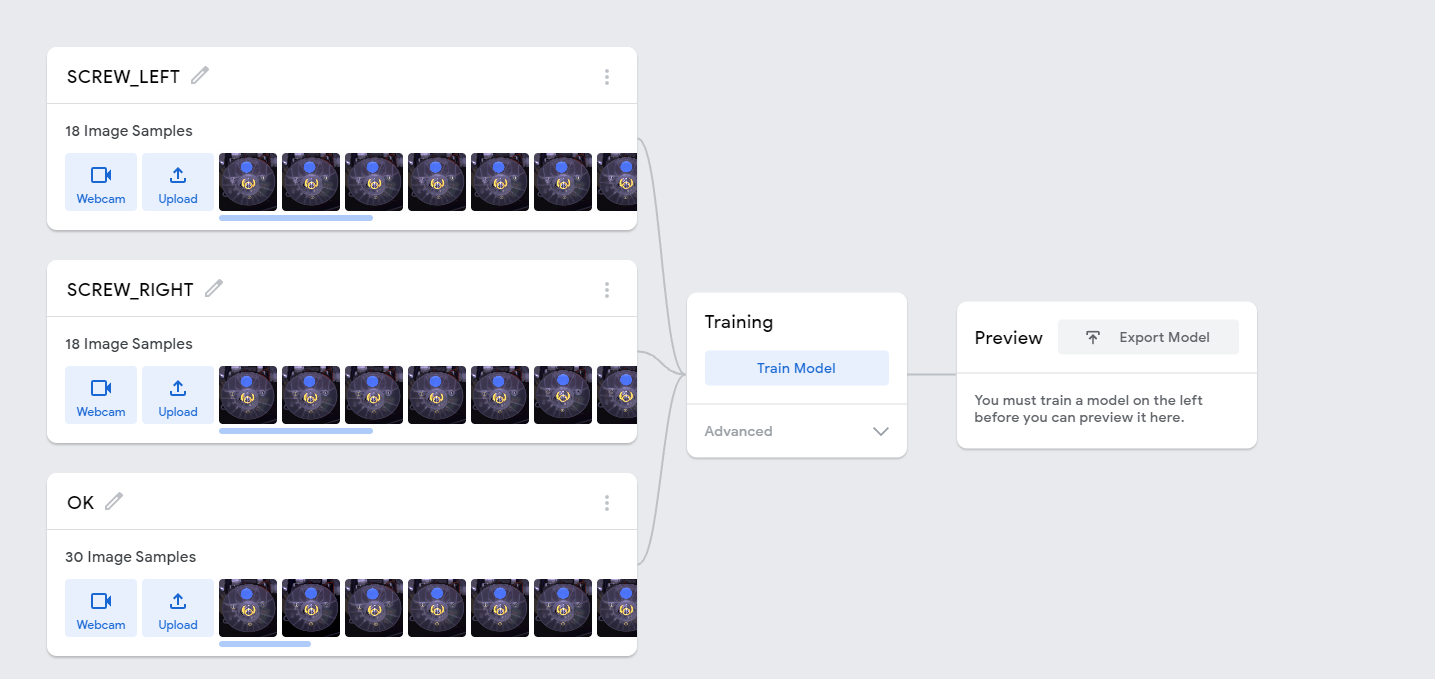 SCREW_LEFT
18 Image Samples
Webcam
Upload
SCREW_RIGHT
18 Image Samples
Webcam
Upload
OK
30 Image Samples
Webcam
Upload
Training
Train Model
Advanced
Preview
Export Model
You must train a model on the left
before you can preview it here.